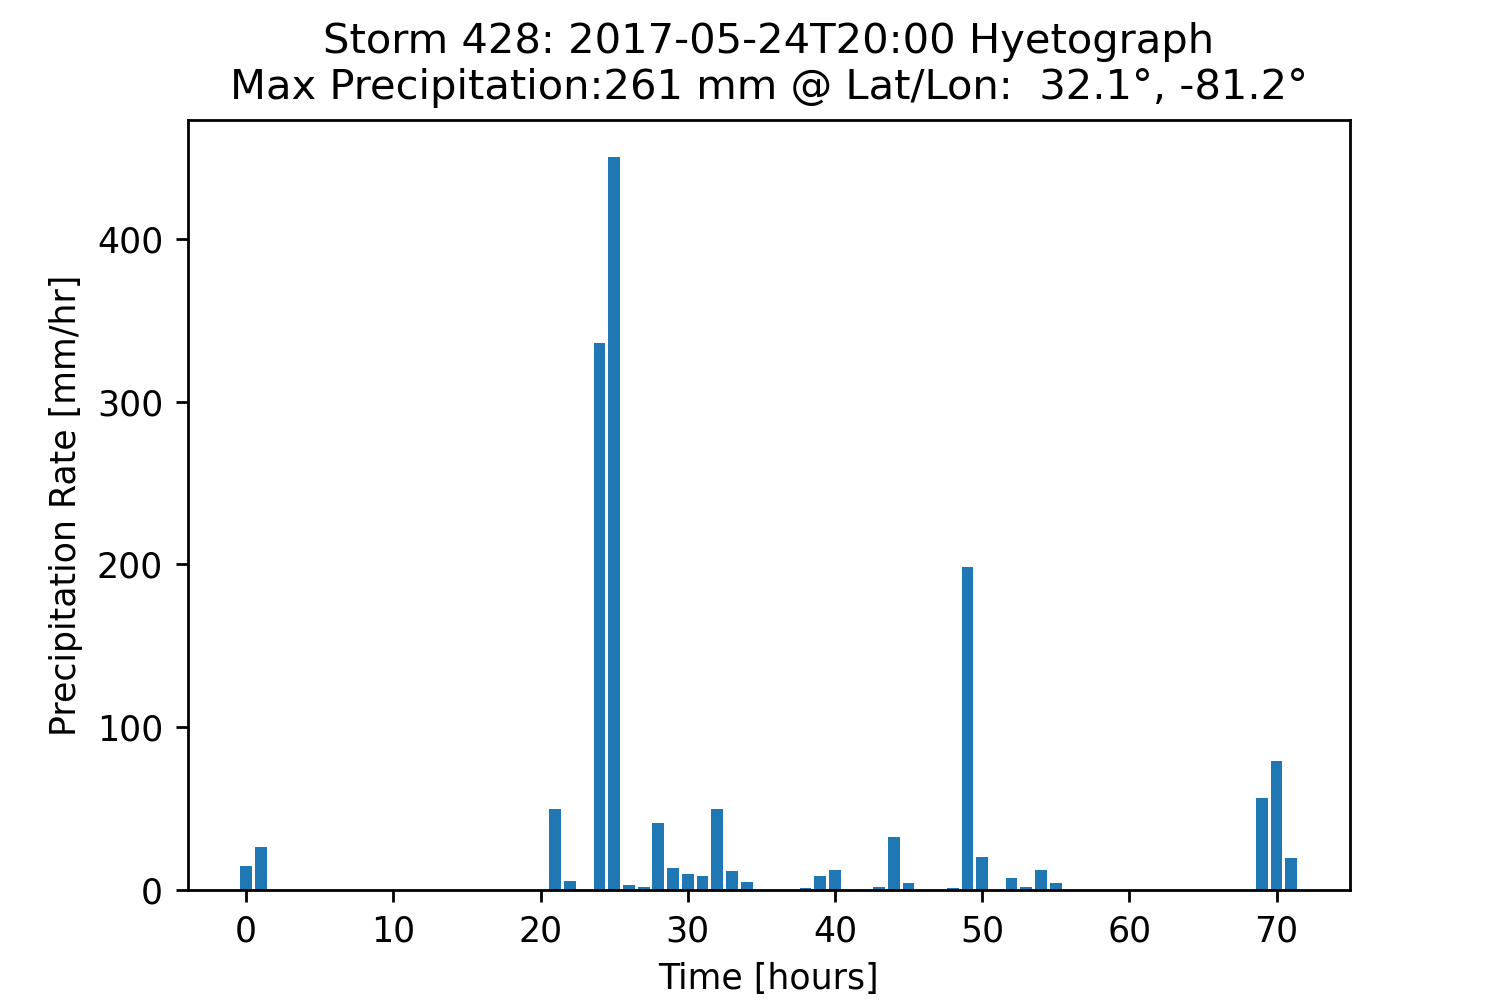 Storm 428: 2017-05-24T20:00 Hyetograph
Max Precipitation:261 mm @ Lat/Lon:  32.1°, -81.2°
Precipitation Rate [mm/hr]
400
300
200
100
0
0 10 20 30 40 50 60 70
Time [hours]